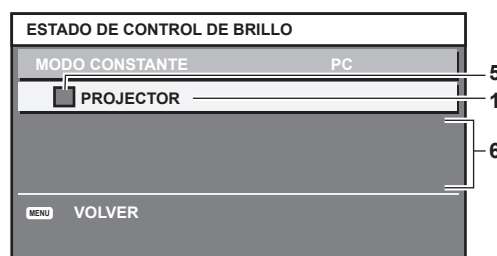 ESTADO DE CONTROL DE BRILLO
MODO CONSTANTE PC
5
PROJECTOR
1
6
MENU VOLVER